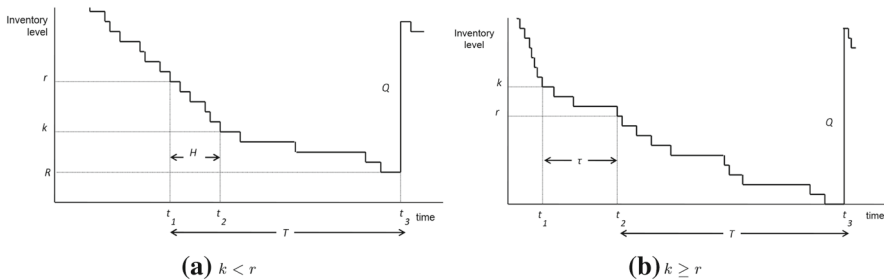 Inventory level
r
k
R
H
Q
t1
t2
t3
time
T
(a) k < r
Inventory level
k
r
τ
Q
t1
t2
t3
time
T
(b) k ≥ r